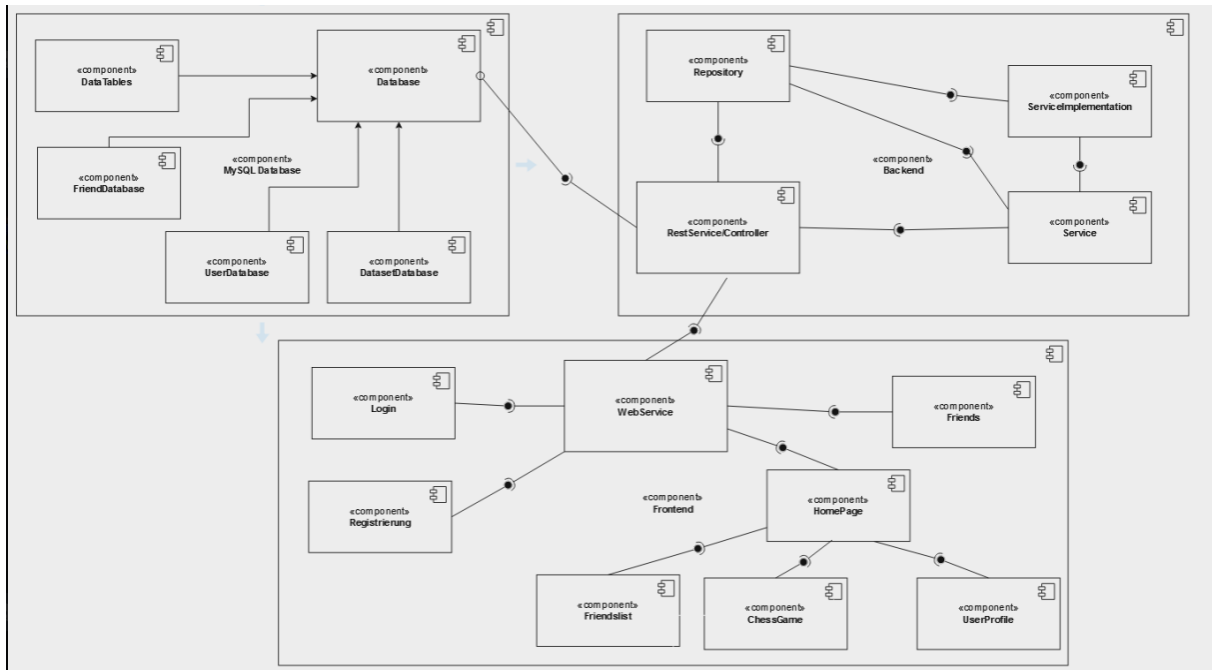 «component»
DataTables
«component»
Database
«component»
FriendDatabase
«component»
MySQL Database
«component»
UserDatabase
«component»
DatasetDatabase
«component»
Repository
«component»
ServiceImplementation
«component»
Backend
«component»
RestService/Controller
«component»
Service
«component»
Login
«component»
WebService
«component»
Friends
«component»
Registrierung
«component»
Frontend
«component»
HomePage
«component»
Friendslist
«component»
ChessGame
«component»
UserProfile